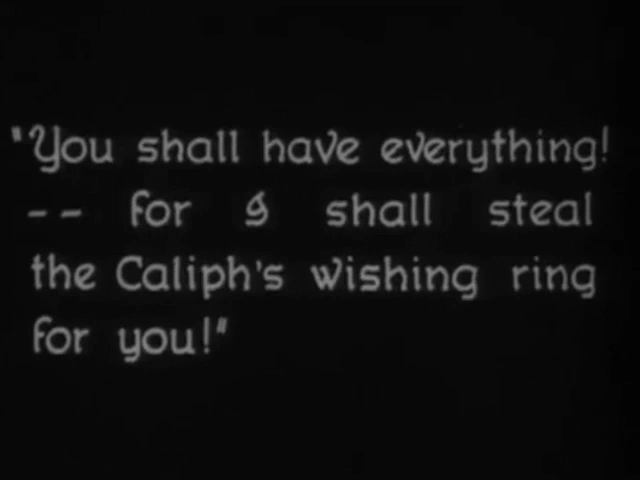 "You shall have everything!
-- for I shall steal
the Caliph's wishing ring
for you!"